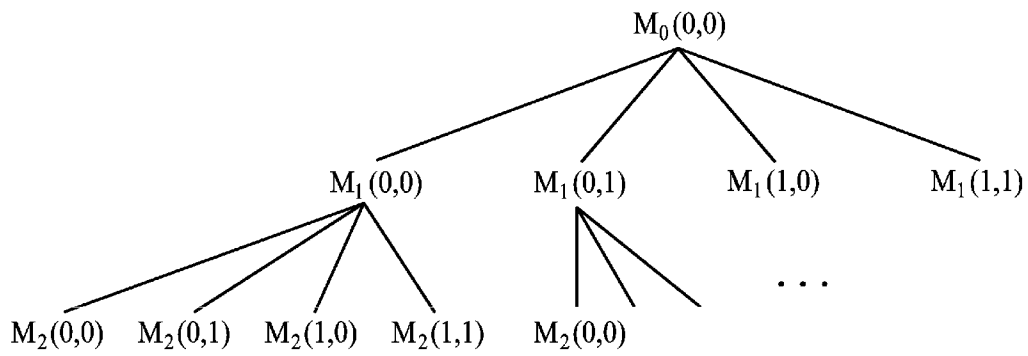 M₀(0,0)
M₁(0,0) M₁(0,1) M₁(1,0) M₁(1,1)
. . .
M₂(0,0) M₂(0,1) M₂(1,0) M₂(1,1) M₂(0,0)